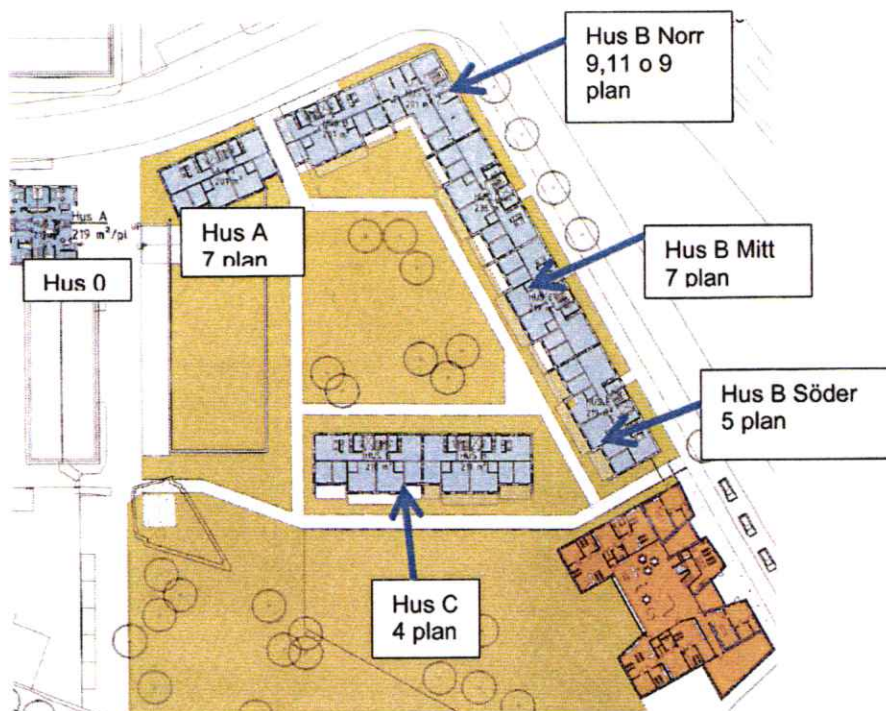 Hus B Norr
9,11 o 9
plan
Hus A
219 m²/pl
Hus A
7 plan
Hus 0
Hus B Mitt
7 plan
Hus B Söder
5 plan
Hus C
4 plan